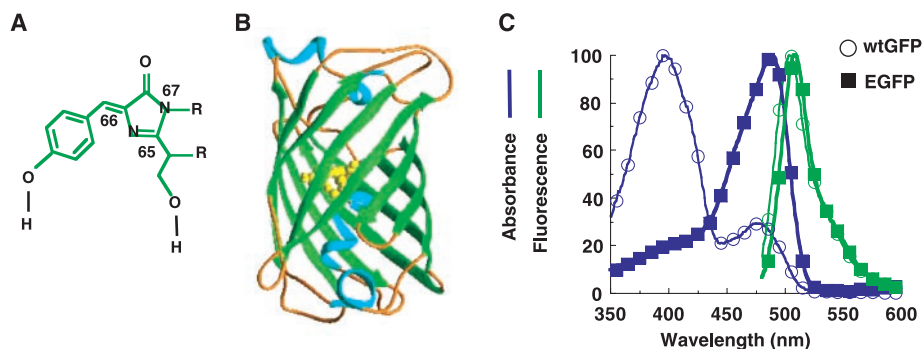 A
O
67
N
R
66
N
65
R
O
H
O
H
B
C
Absorbance
Fluorescence
100
80
60
40
20
0
350
400
450
500
550
600
Wavelength (nm)
wtGFP
EGFP